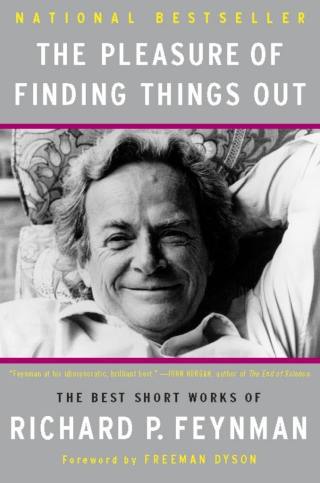 NATIONAL BESTSELLER
THE PLEASURE OF
FINDING THINGS OUT
"Feynman at his idiosyncratic, brilliant best." —JOHN HORGAN, author of The End of Science
THE BEST SHORT WORKS OF
RICHARD P. FEYNMAN
Foreword by FREEMAN DYSON